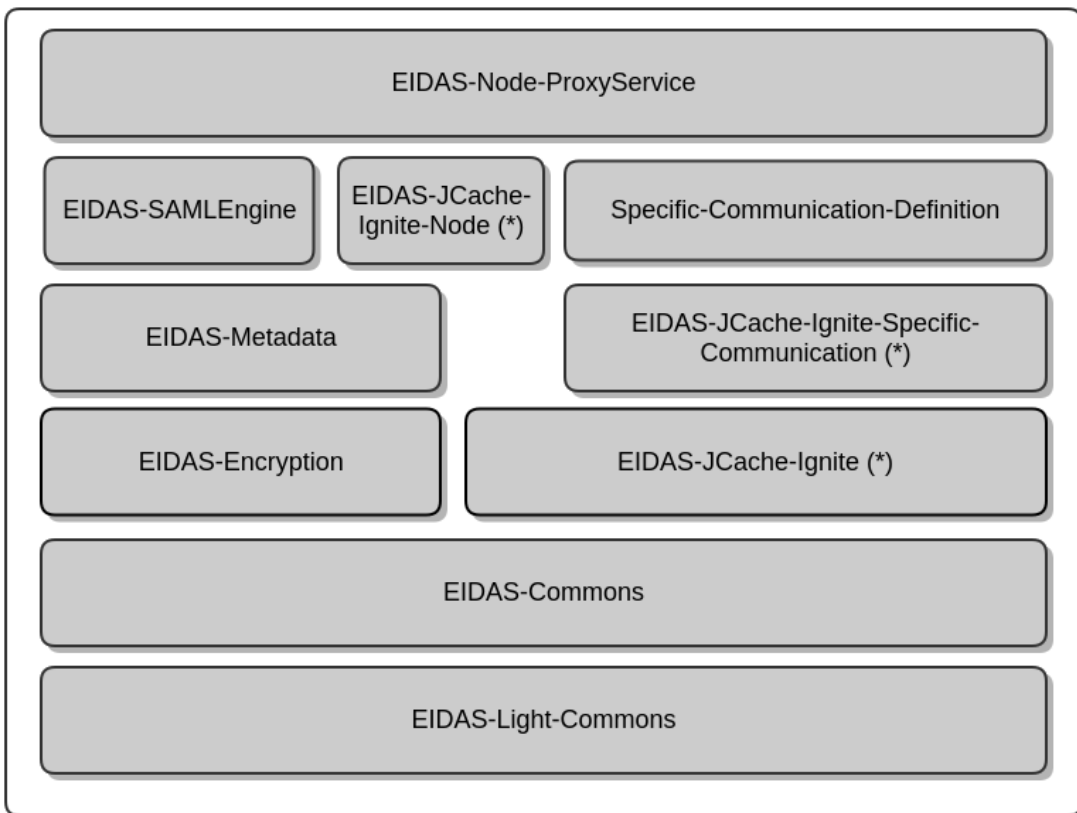 EIDAS-Node-ProxyService
EIDAS-SAMLEngine
EIDAS-JCache-
Ignite-Node (*)
Specific-Communication-Definition
EIDAS-Metadata
EIDAS-JCache-Ignite-Specific-
Communication (*)
EIDAS-Encryption
EIDAS-JCache-Ignite (*)
EIDAS-Commons
EIDAS-Light-Commons